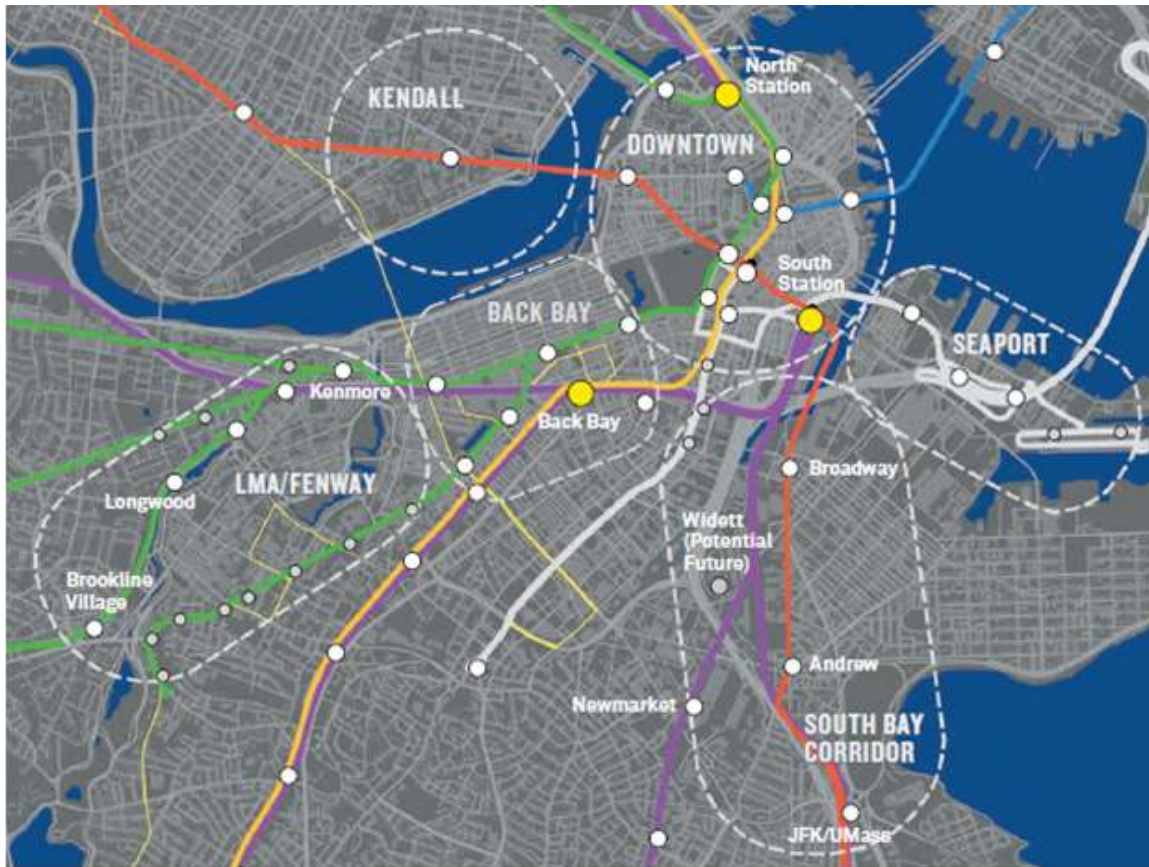 North
Station
KENDALL
DOWNTOWN
South
Station
BACK BAY
SEAPORT
Kenmore
Back Bay
Broadway
LMA/FENWAY
Longwood
Widett
(Potential
Future)
Brookline
Village
Andrew
Newmarket
SOUTH BAY
CORRIDOR
JFK/UMass